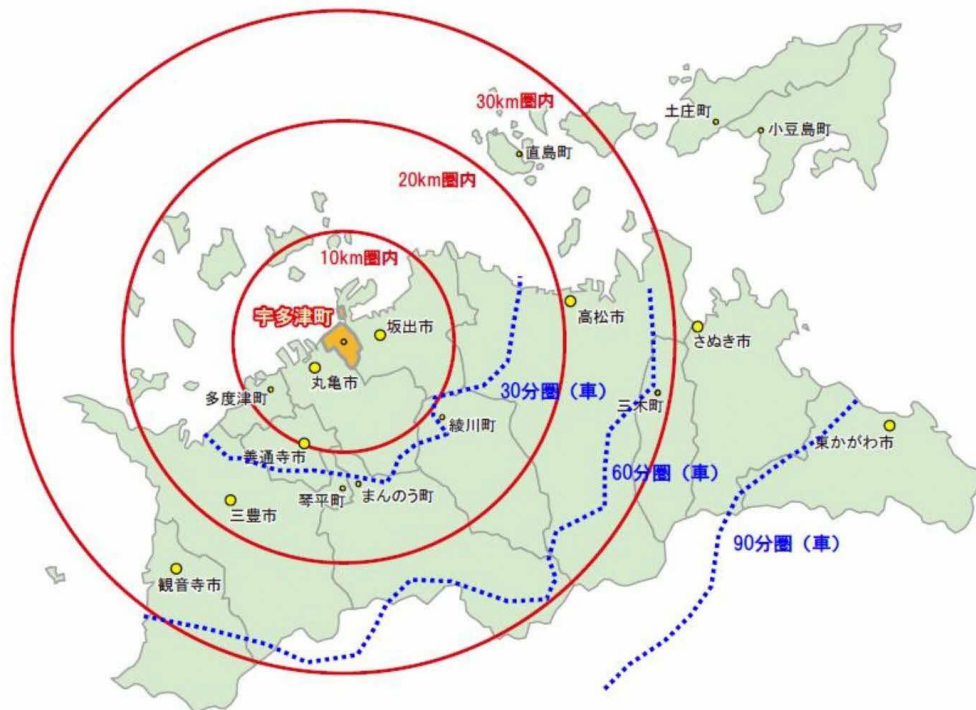 30km圏内
土庄町
小豆島町
直島町
20km圏内
10km圏内
宇多津町
坂出市
高松市
さぬき市
丸亀市
多度津町
30分圏（車）
三木町
綾川町
善通寺市
東かがわ市
60分圏（車）
琴平町
まんのう町
三豊市
90分圏（車）
観音寺市